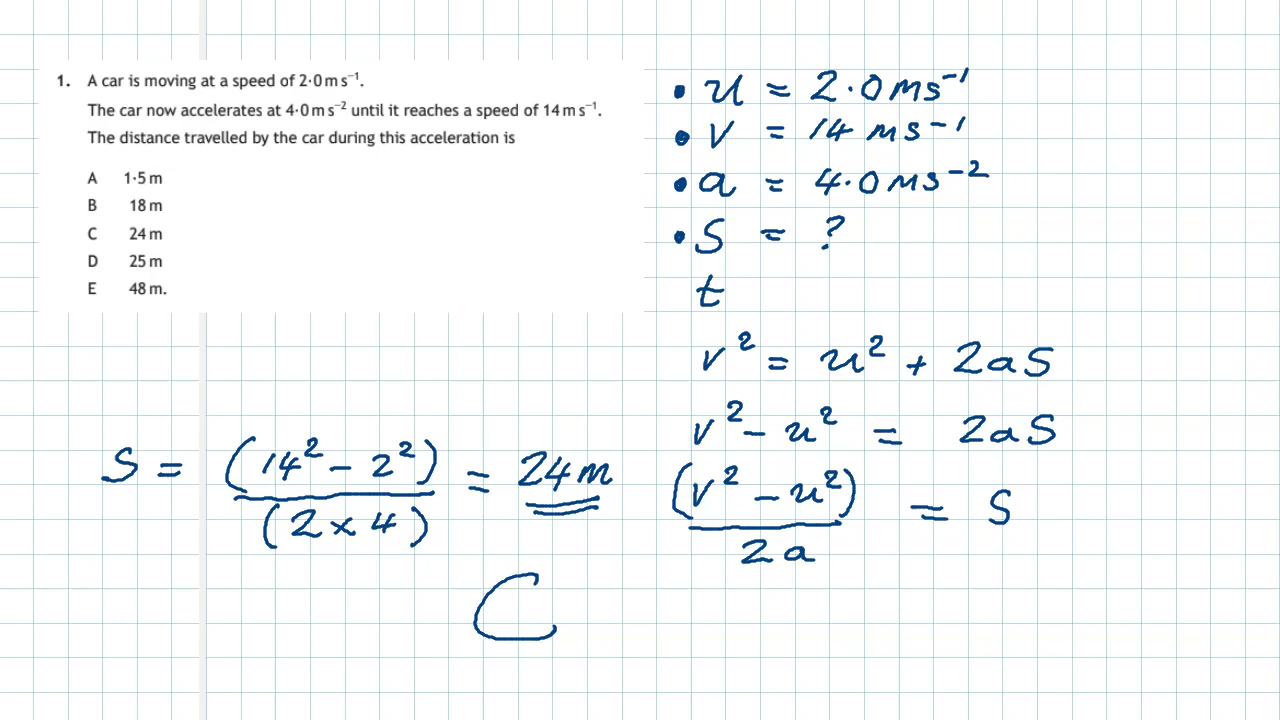 1. A car is moving at a speed of 2·0 m s⁻¹.
The car now accelerates at 4·0 m s⁻² until it reaches a speed of 14 m s⁻¹.
The distance travelled by the car during this acceleration is
A 1·5 m
B 18 m
C 24 m
D 25 m
E 48 m.
• u = 2·0 ms⁻¹
• v = 14 ms⁻¹
• a = 4·0 ms⁻²
• s = ?
t
v² = u² + 2as
v² – u² = 2as
(v² – u²) / 2a = s
s = (14² – 2²) / (2 × 4) = 24 m
C